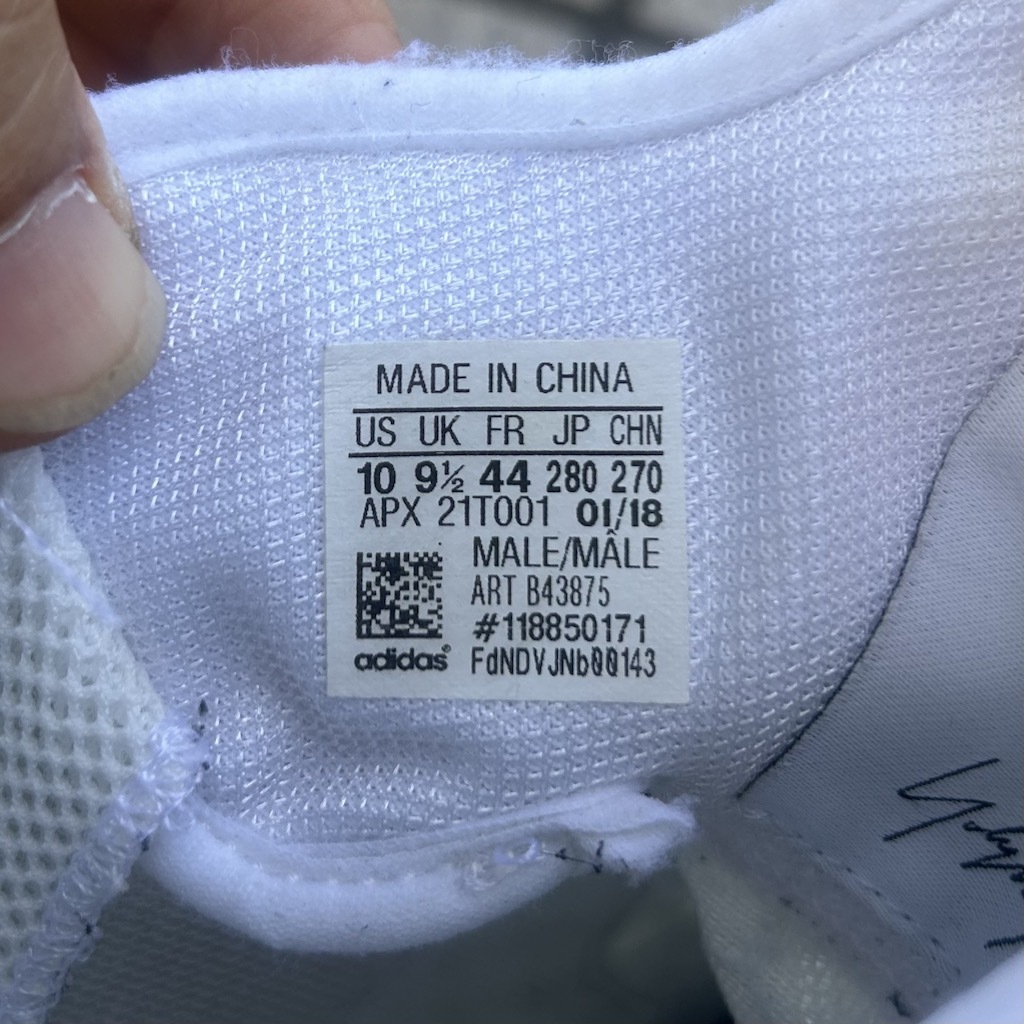 MADE IN CHINA
US UK FR JP CHN
10 9½ 44 280 270
APX 21T001 01/18
MALE/MÂLE
ART B43875
#118850171
adidas® FdNDVJNb00143